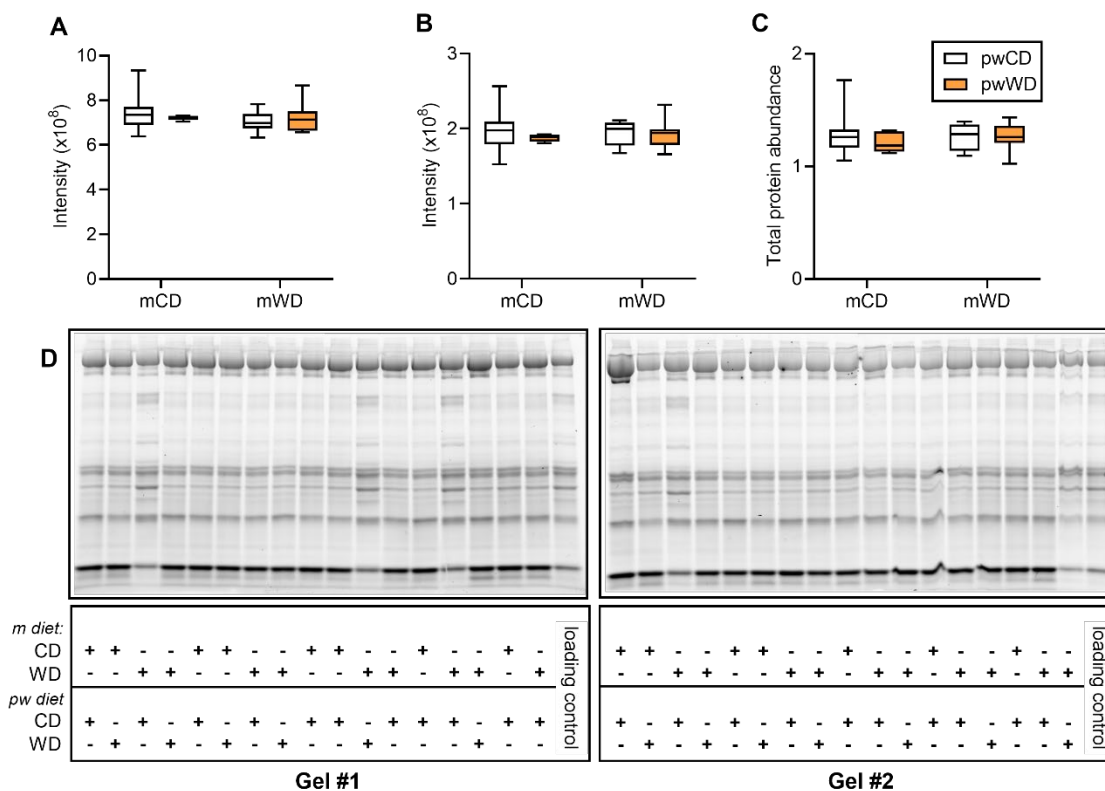 A
Intensity (x10⁸)
10
8
6
4
2
0
mCD mWD
B
Intensity (x10⁸)
3
2
1
0
mCD mWD
C
Total protein abundance
2
1
0
mCD mWD
pwCD
pwWD
D
m diet:
CD + + - - + + - - + + - - + - - + -
WD - - + + - - + + - - + + - + + - +
pw diet
CD + - + - + - + - + + - + + + - + +
WD - + - + - + - + - - + - - - + - -
loading control
Gel #1
+ + - - + + - - + - - + - - + - -
- - + + - - + + - + + - + + - + +
+ - + - + - + - + + - + + - + + -
- + - + - + - + - - + - - + - - +
loading control
Gel #2